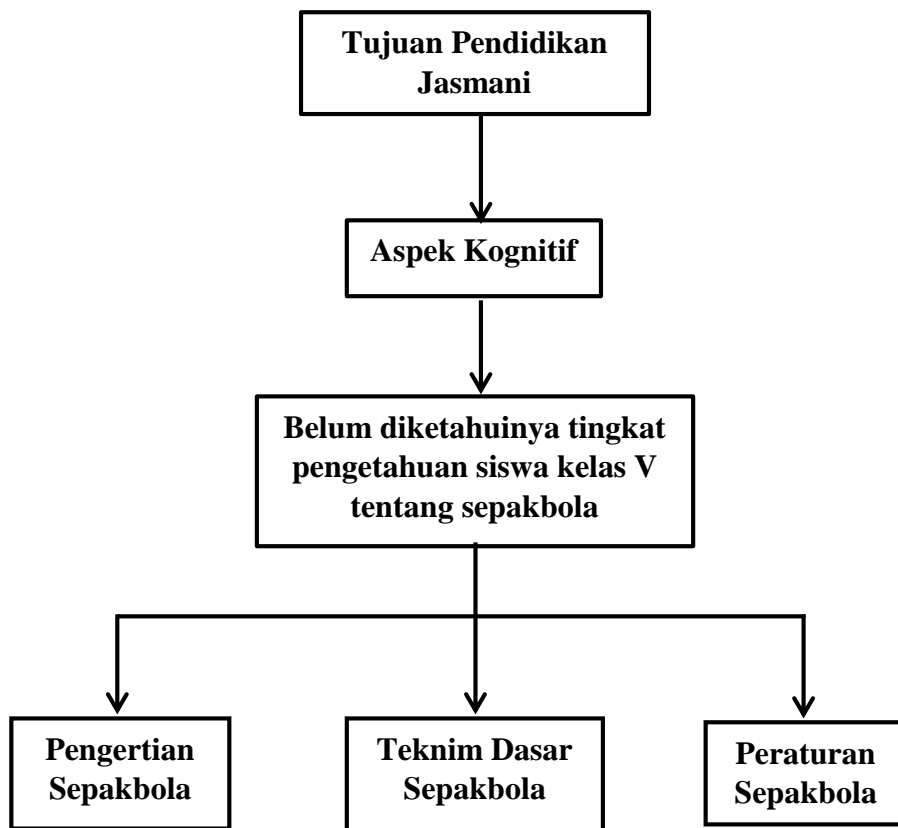 Tujuan Pendidikan
Jasmani
Aspek Kognitif
Belum diketahuinya tingkat
pengetahuan siswa kelas V
tentang sepakbola
Pengertian
Sepakbola
Teknim Dasar
Sepakbola
Peraturan
Sepakbola